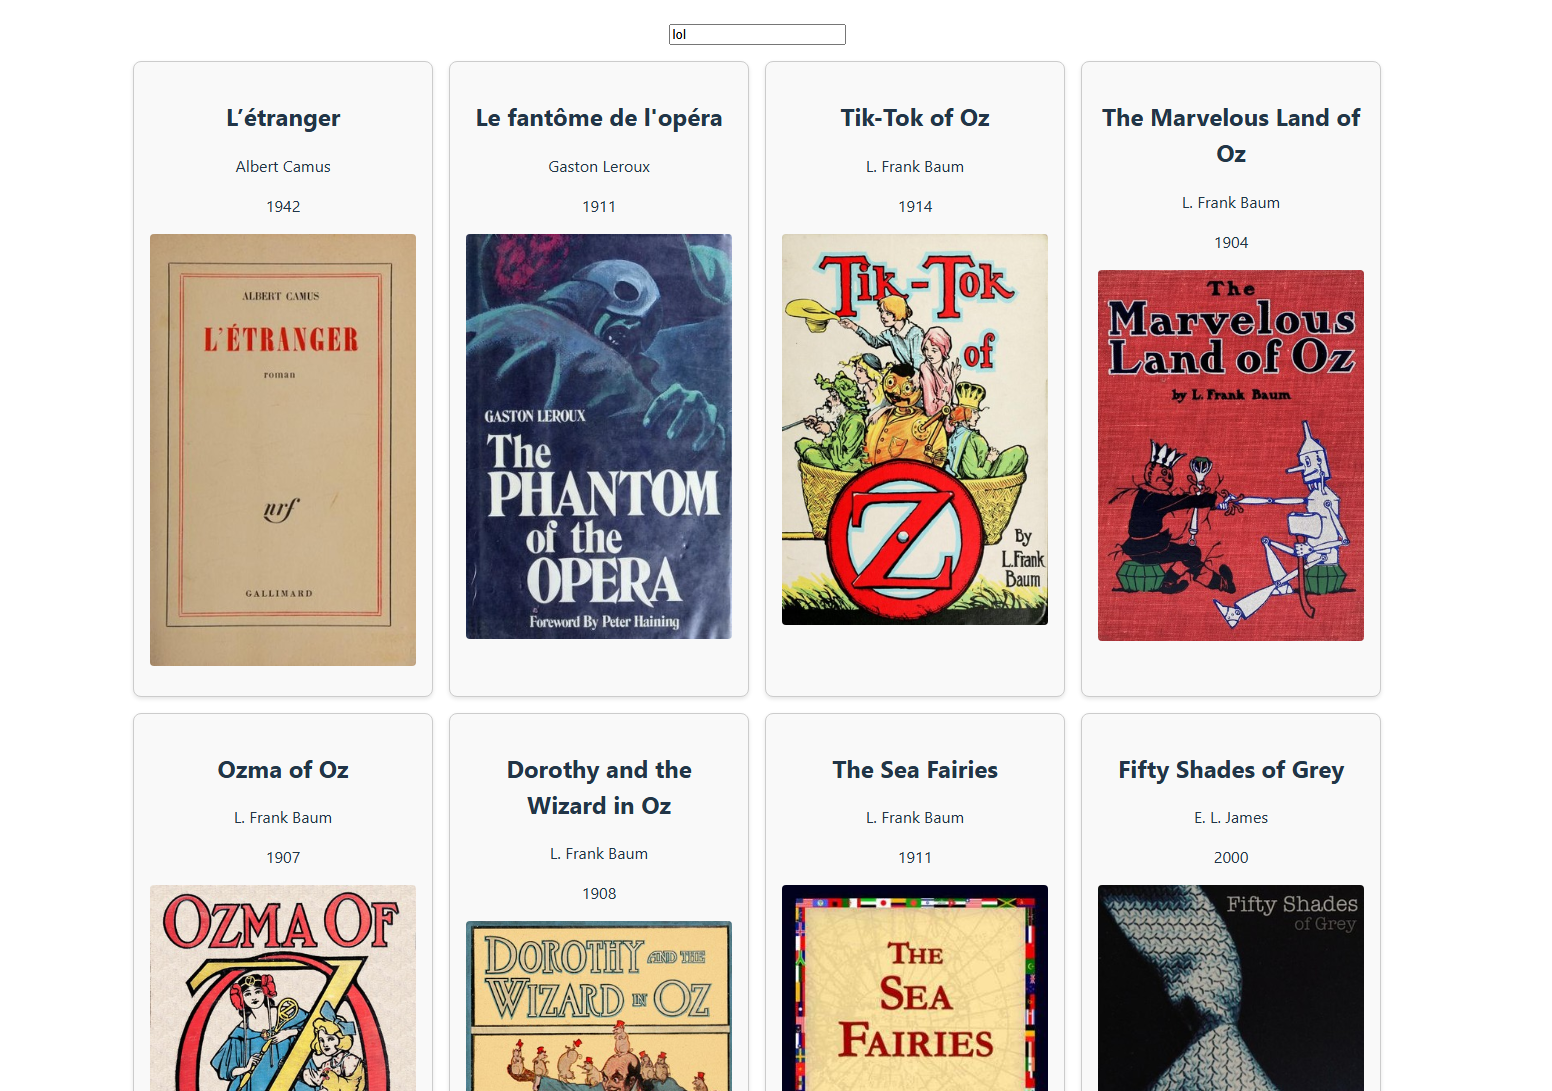 lol
L’étranger
Albert Camus
1942
ALBERT CAMUS
L'ÉTRANGER
roman
nrf
GALLIMARD
Le fantôme de l'opéra
Gaston Leroux
1911
GASTON LEROUX
The
PHANTOM
of the
OPERA
Foreword By Peter Haining
Tik-Tok of Oz
L. Frank Baum
1914
Tik-Tok
of
OZ
By
L. Frank
Baum
The Marvelous Land of
Oz
L. Frank Baum
1904
The
Marvelous
Land of Oz
by L. Frank Baum
Ozma of Oz
L. Frank Baum
1907
OZMA OF
OZ
Dorothy and the
Wizard in Oz
L. Frank Baum
1908
DOROTHY AND THE
WIZARD IN OZ
The Sea Fairies
L. Frank Baum
1911
THE
SEA
FAIRIES
Fifty Shades of Grey
E. L. James
2000
Fifty Shades
of Grey